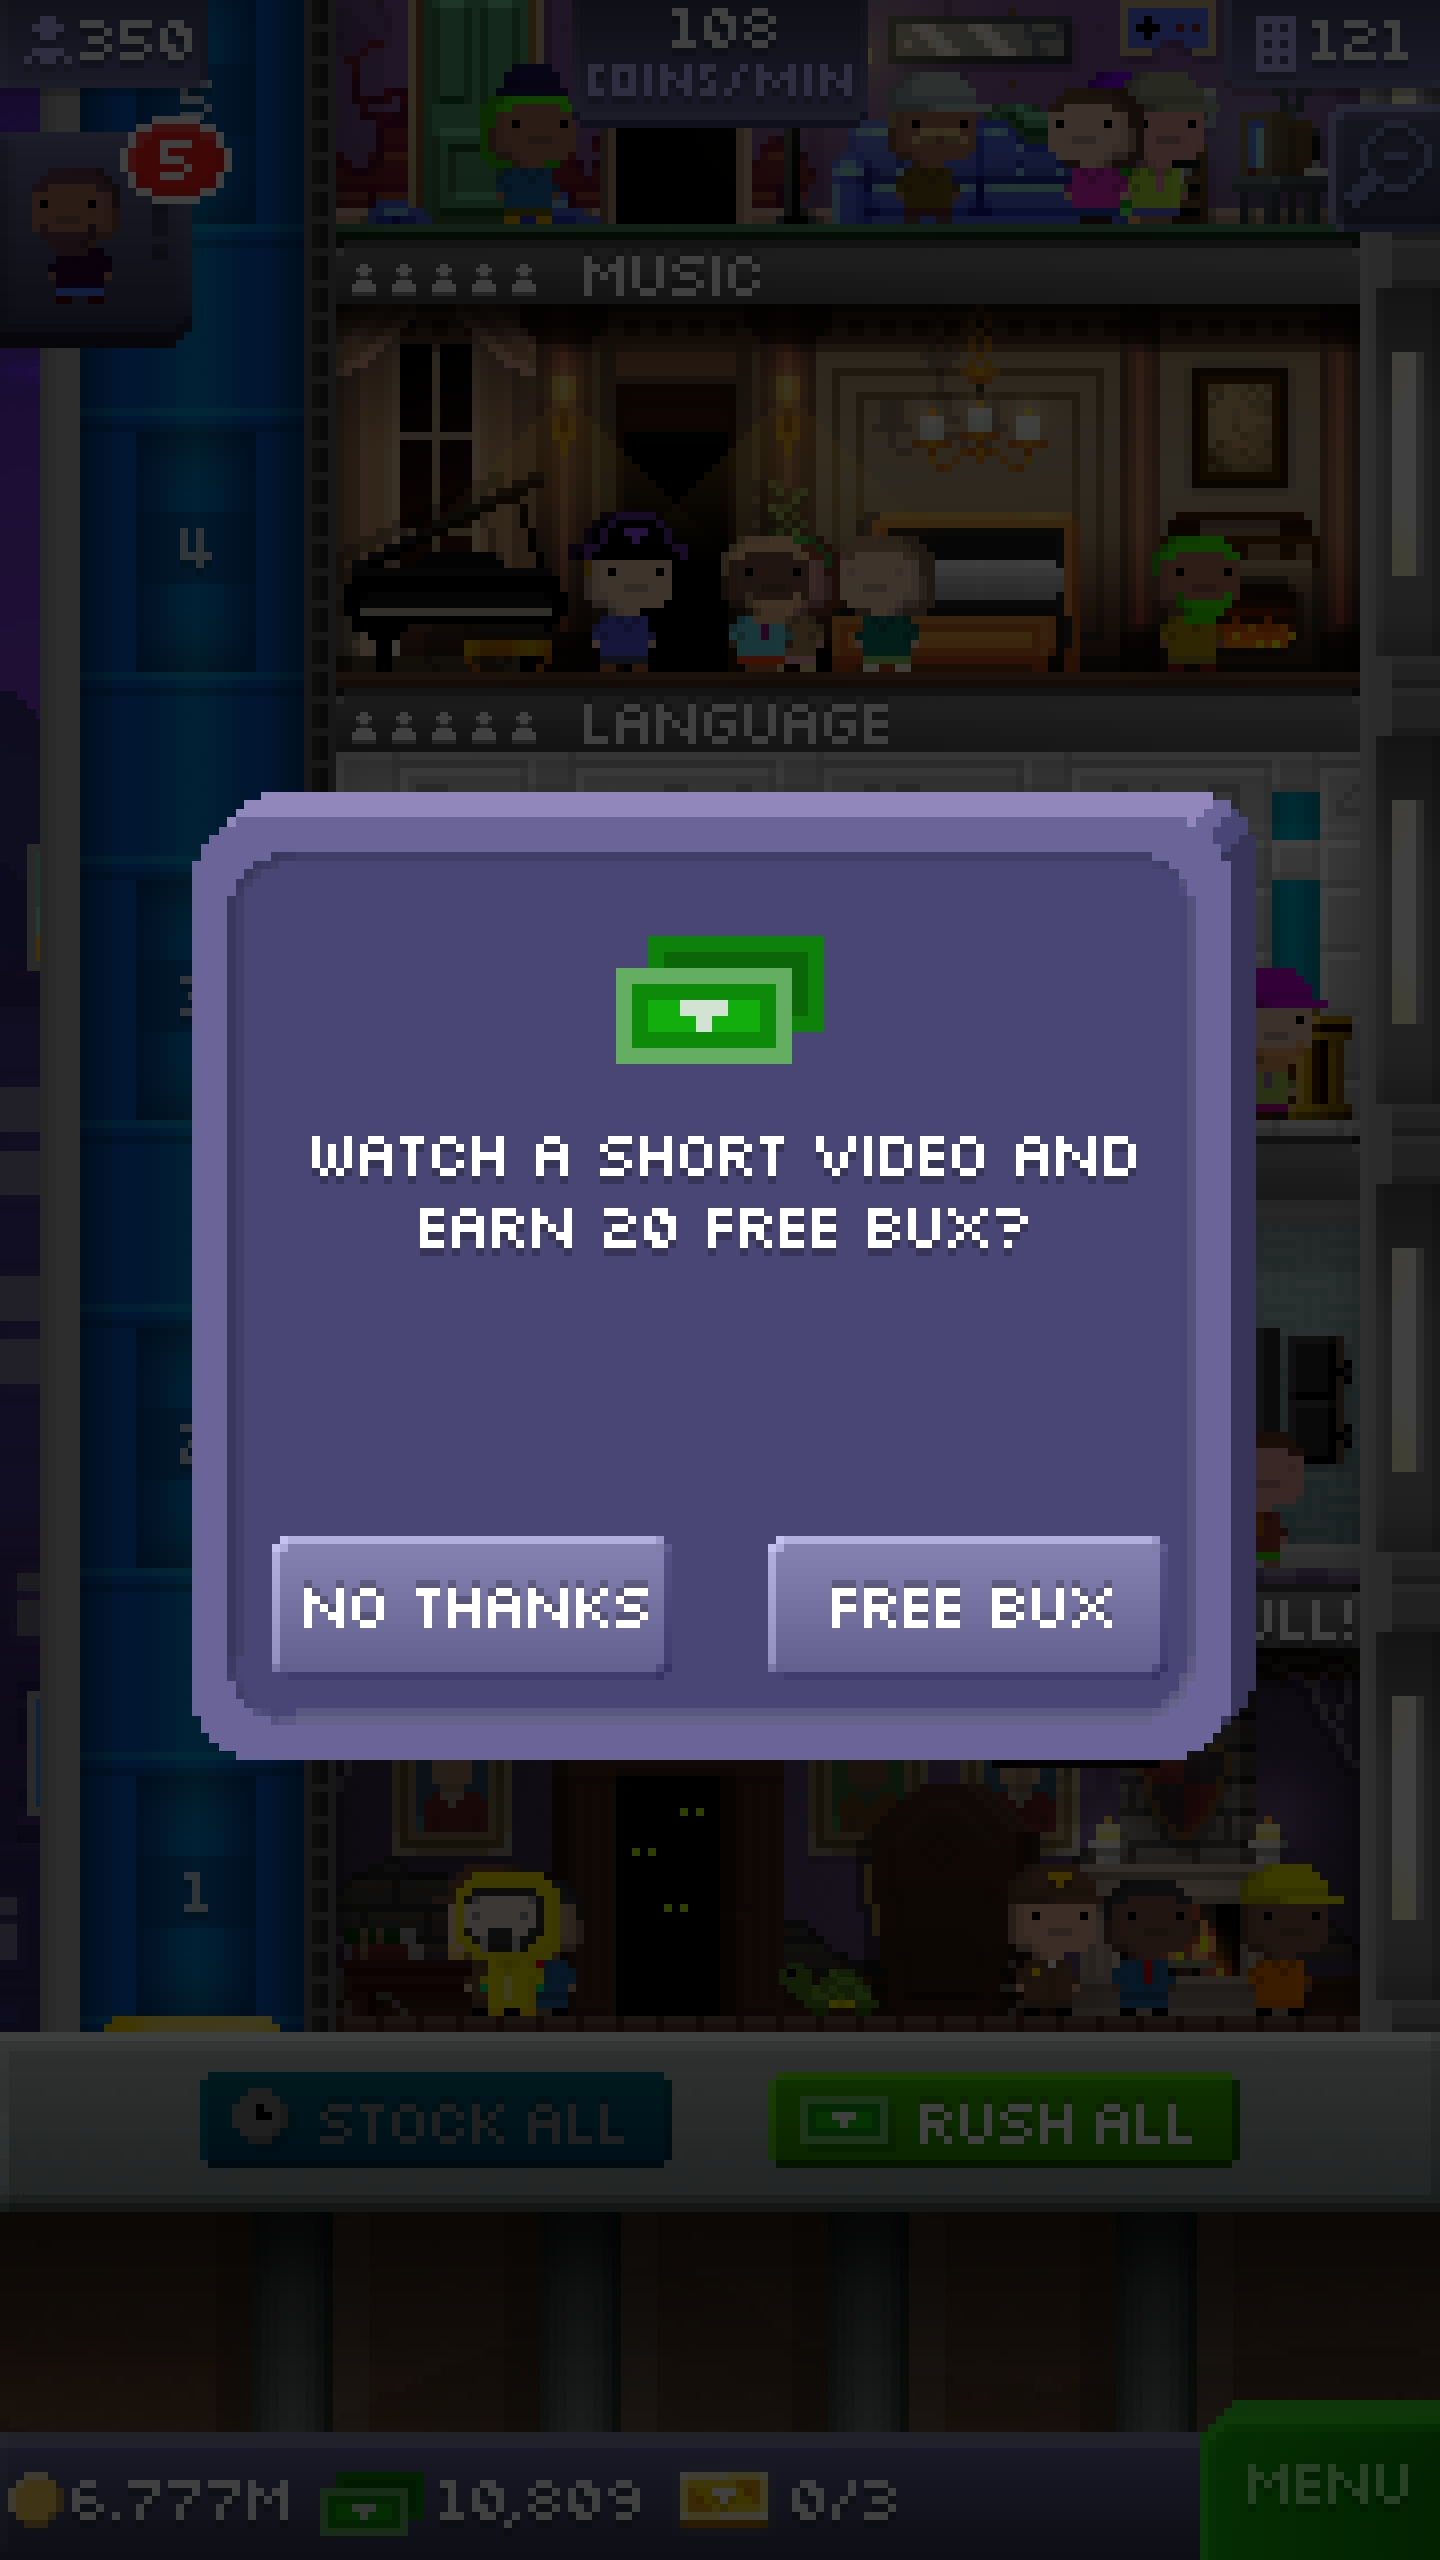 350
108
COINS/MIN
121
5
5
MUSIC
4
LANGUAGE
WATCH A SHORT VIDEO AND
EARN 20 FREE BUX?
NO THANKS
FREE BUX
ULL!
1
STOCK ALL
RUSH ALL
6.777M
10,809
0/3
MENU